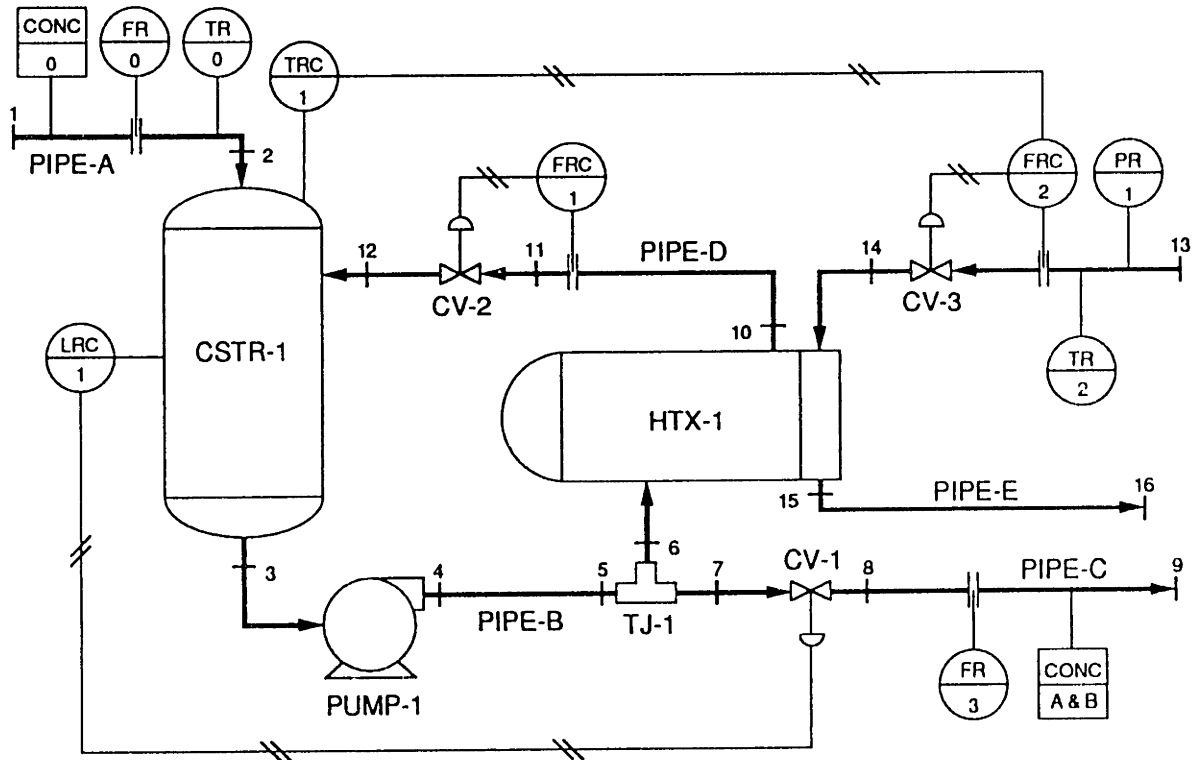 CONC
0
FR
0
TR
0
TRC
1
1
PIPE-A
2
FRC
1
FRC
2
PR
1
12
11
PIPE-D
14
13
CV-2
CV-3
10
LRC
1
CSTR-1
TR
2
HTX-1
15
PIPE-E
16
3
4
PIPE-B
5
6
TJ-1
7
CV-1
8
PIPE-C
9
PUMP-1
FR
3
CONC
A & B